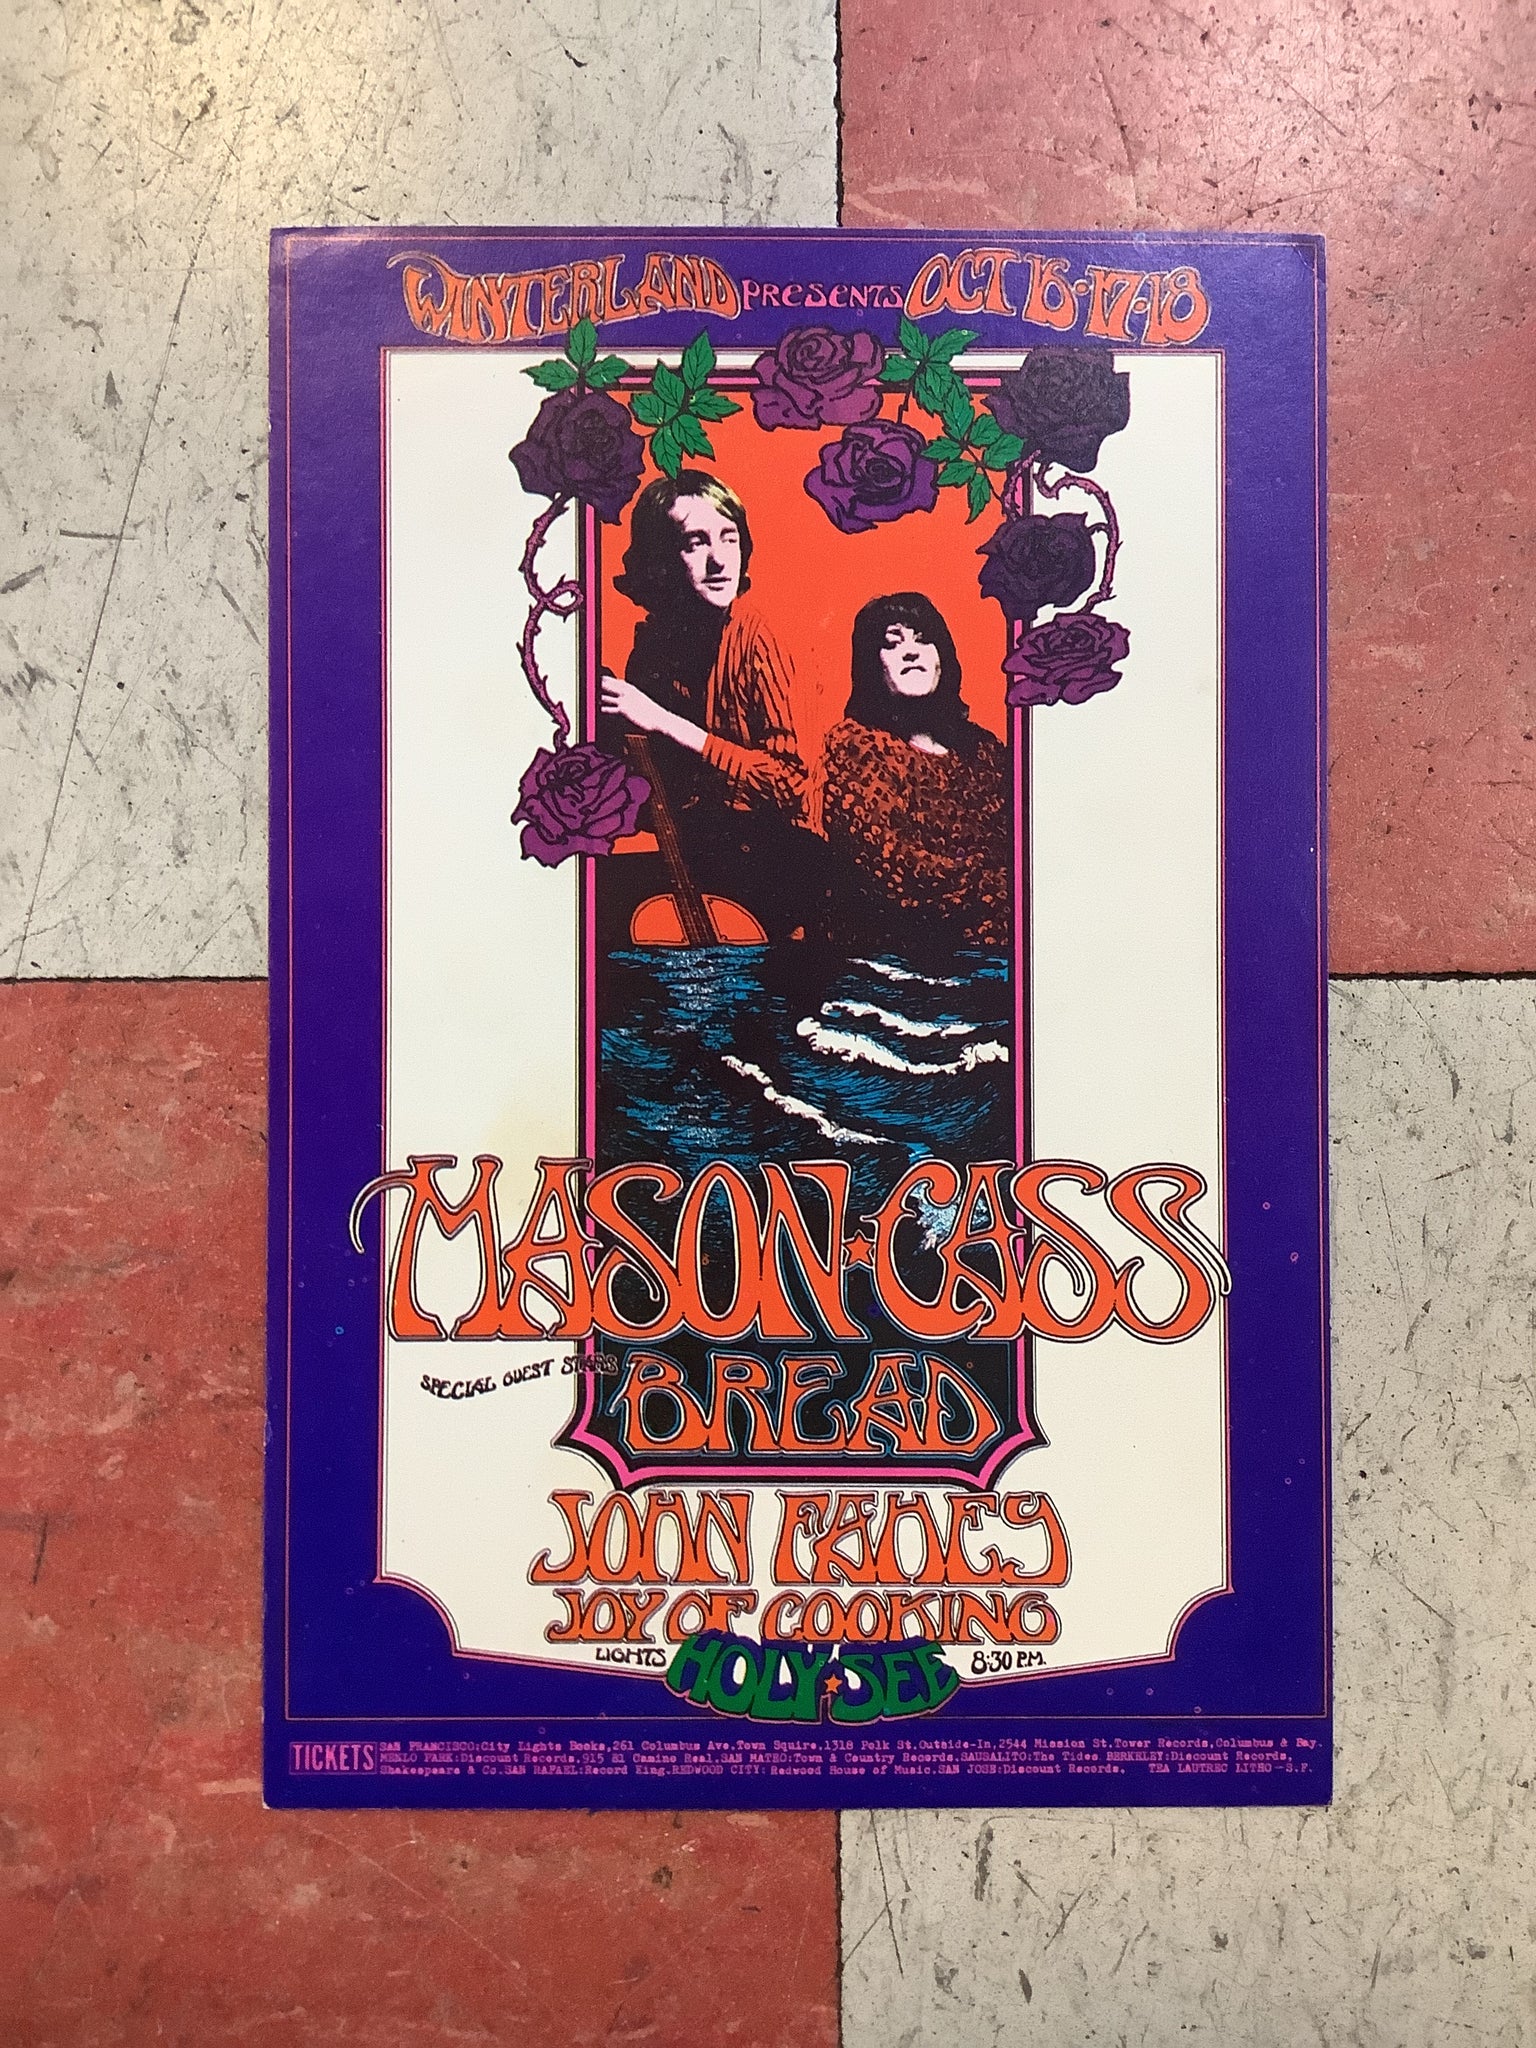 WINTERLAND PRESENTS OCT 16·17·18
MASON★CASS
SPECIAL GUEST STARS
BREAD
JOHN FAHEY
JOY OF COOKING
LIGHTS HOLY★SEE 8:30 P.M.
TICKETS
SAN FRANCISCO:City Lights Books,261 Columbus Ave.Town Squire,1318 Polk St.Outside-In,2544 Mission St.Tower Records,Columbus & Bay.
MENLO PARK:Discount Records,915 El Camino Real.SAN MATEO:Town & Country Records.SAUSALITO:The Tides BERKELEY:Discount Records,
Shakespeare & Co.SAN RAFAEL:Record King.REDWOOD CITY: Redwood House of Music.SAN JOSE:Discount Records. TEA LAUTREC LITHO-S.F.